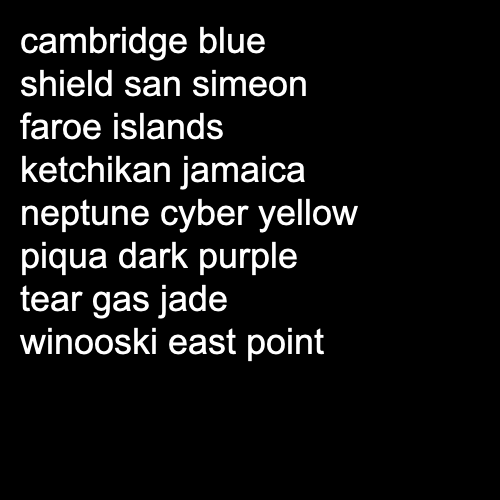 cambridge blue
shield san simeon
faroe islands
ketchikan jamaica
neptune cyber yellow
piqua dark purple
tear gas jade
winooski east point